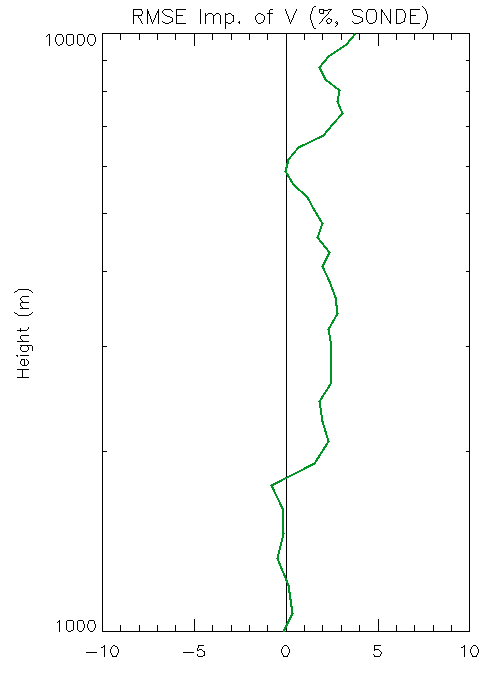 RMSE Imp. of V (%, SONDE)
10000
Height (m)
1000
-10 -5 0 5 10